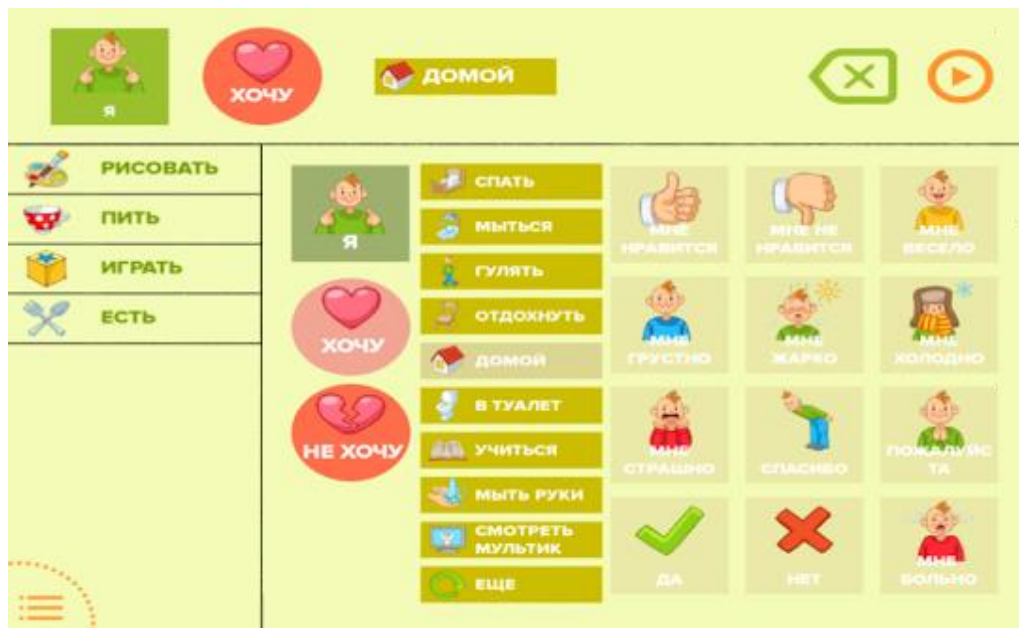 Я
ХОЧУ
ДОМОЙ
РИСОВАТЬ
ПИТЬ
ИГРАТЬ
ЕСТЬ
Я
ХОЧУ
НЕ ХОЧУ
СПАТЬ
МЫТЬСЯ
ГУЛЯТЬ
ОТДОХНУТЬ
ДОМОЙ
В ТУАЛЕТ
УЧИТЬСЯ
МЫТЬ РУКИ
СМОТРЕТЬ
МУЛЬТИК
ЕЩЕ
МНЕ
НРАВИТСЯ
МНЕ НЕ
НРАВИТСЯ
МНЕ
ВЕСЕЛО
МНЕ
ГРУСТНО
МНЕ
ЖАРКО
МНЕ
ХОЛОДНО
МНЕ
СТРАШНО
СПАСИБО
ПОЖАЛУЙС
ТА
ДА
НЕТ
МНЕ
БОЛЬНО